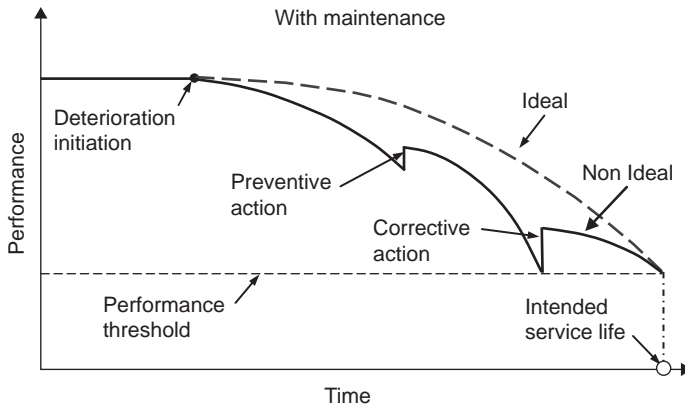 With maintenance
Deterioration
initiation
Ideal
Preventive
action
Non Ideal
Corrective
action
Performance
Performance
threshold
Intended
service life
Time